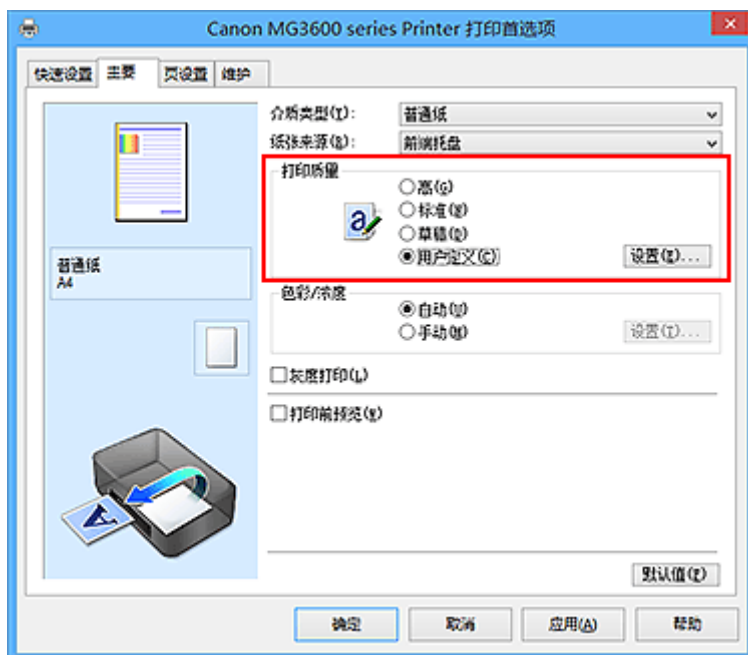 Canon MG3600 series Printer 打印首选项
快速设置 主要 页设置 维护
介质类型(T): 普通纸
纸张来源(R): 前端托盘
打印质量
高(G)
标准(N)
草稿(D)
用户定义(C) 设置(E)...
普通纸
A4
色彩/浓度
自动(U)
手动(M) 设置(T)...
灰度打印(L)
打印前预览(V)
默认值(F)
确定 取消 应用(A) 帮助